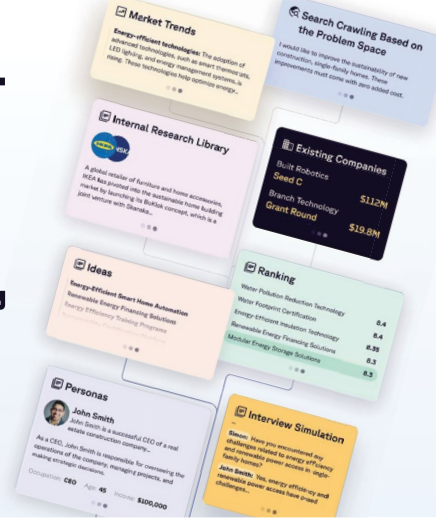 Market Trends
Energy-efficient technologies: The adoption of
advanced technologies, such as smart thermostats,
LED lighting, and energy management systems, is
rising. These technologies help optimize energy...
Search Crawling Based on
the Problem Space
I would like to improve the sustainability of new
construction, single-family homes. These
improvements must come with zero added cost.
Internal Research Library
A global retailer of furniture and home accessories,
IKEA has pivoted into the sustainable home building
market by launching its BoKlok concept, which is a
joint venture with Skanska...
Existing Companies
Built Robotics
Seed C
$112M
Branch Technology
Grant Round
$19.8M
Ideas
Energy-Efficient Smart Home Automation
Renewable Energy Financing Solutions
Energy Efficiency Training Programs
Ranking
Water Pollution Reduction Technology
Water Footprint Certification 8.4
Energy-Efficient Insulation Technology 8.4
Renewable Energy Financing Solutions 8.35
Modular Energy Storage Solutions 8.3
8.3
Personas
John Smith
John Smith is a successful CEO of a real
estate construction company...
As a CEO, John Smith is responsible for overseeing the
operations of the company, managing projects, and
making strategic decisions.
Occupation: CEO Age: 45 Income: $100,000
Interview Simulation
Simon: Have you encountered any
challenges related to energy efficiency
and renewable power access in single-
family homes?
John Smith: Yes, energy efficiency and
renewable power access have posed
challenges...